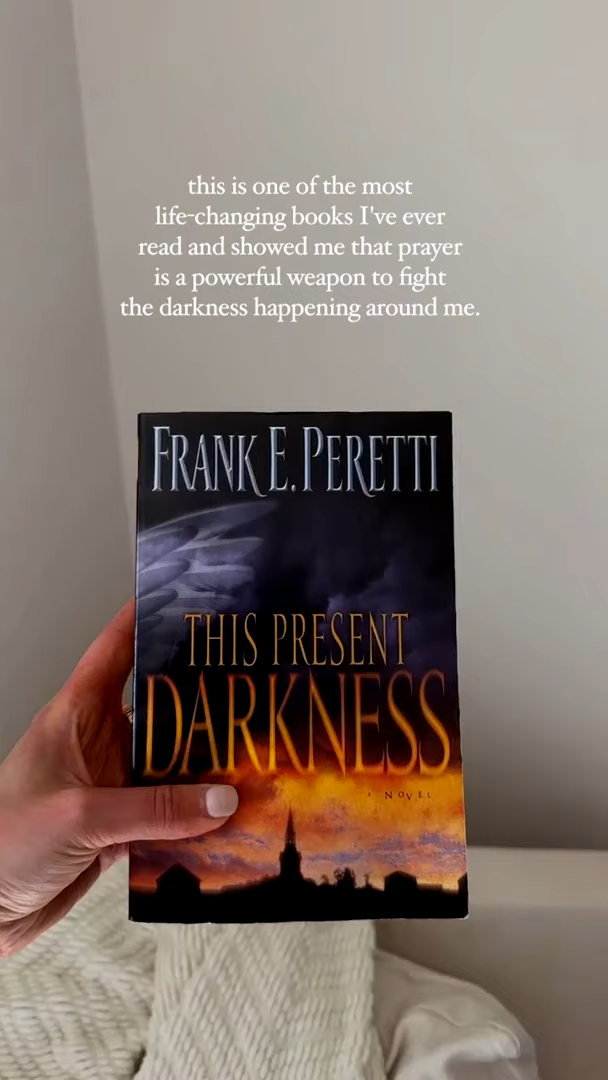 this is one of the most
life-changing books I've ever
read and showed me that prayer
is a powerful weapon to fight
the darkness happening around me.
FRANK E. PERETTI
THIS PRESENT
DARKNESS
A NOVEL